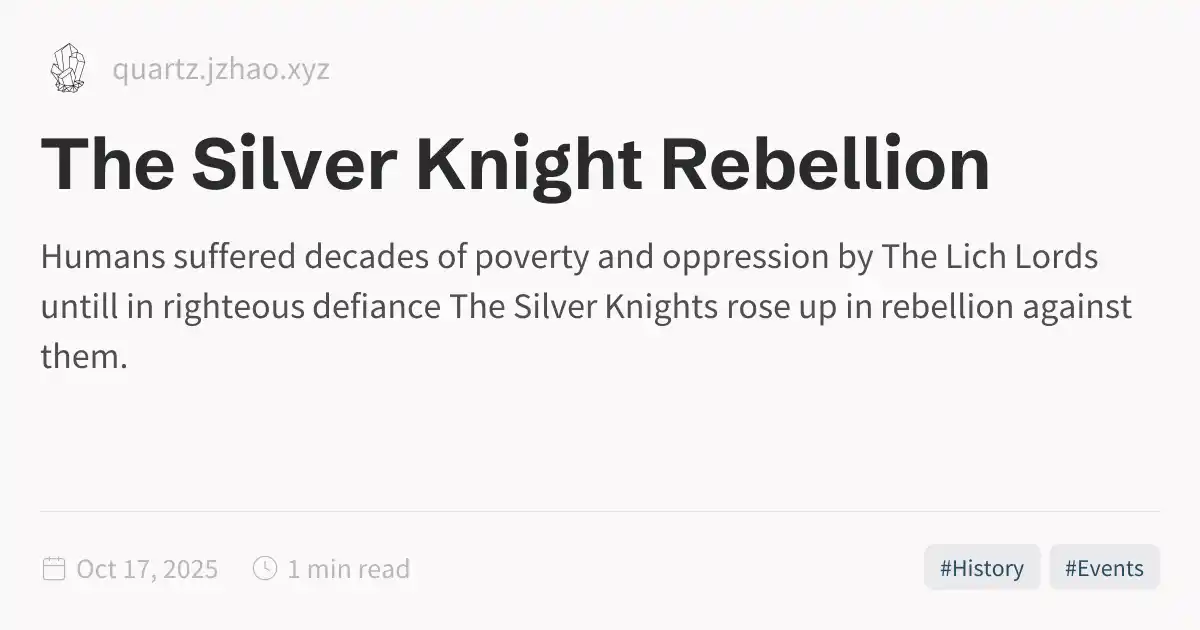 quartz.jzhao.xyz
The Silver Knight Rebellion
Humans suffered decades of poverty and oppression by The Lich Lords
untill in righteous defiance The Silver Knights rose up in rebellion against
them.
Oct 17, 2025 1 min read #History #Events